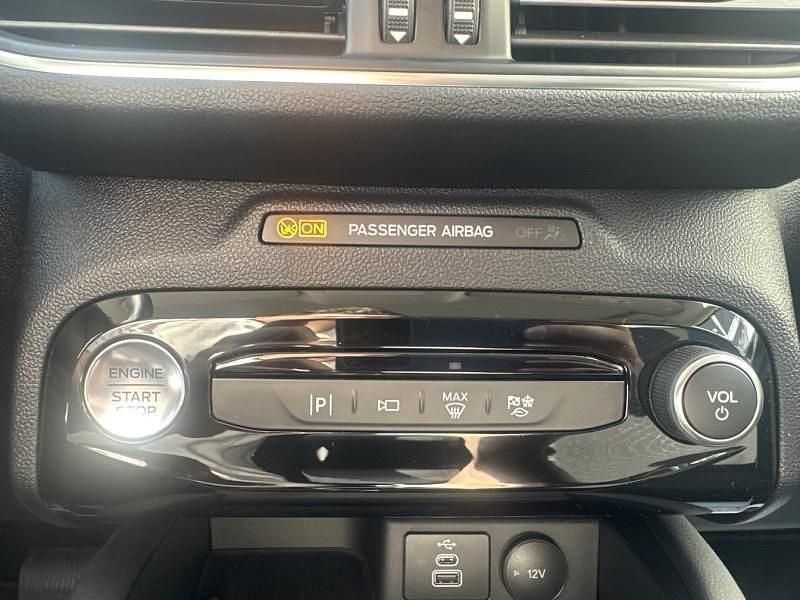 ON PASSENGER AIRBAG OFF
ENGINE
START
STOP
VOL
P
MAX
12V